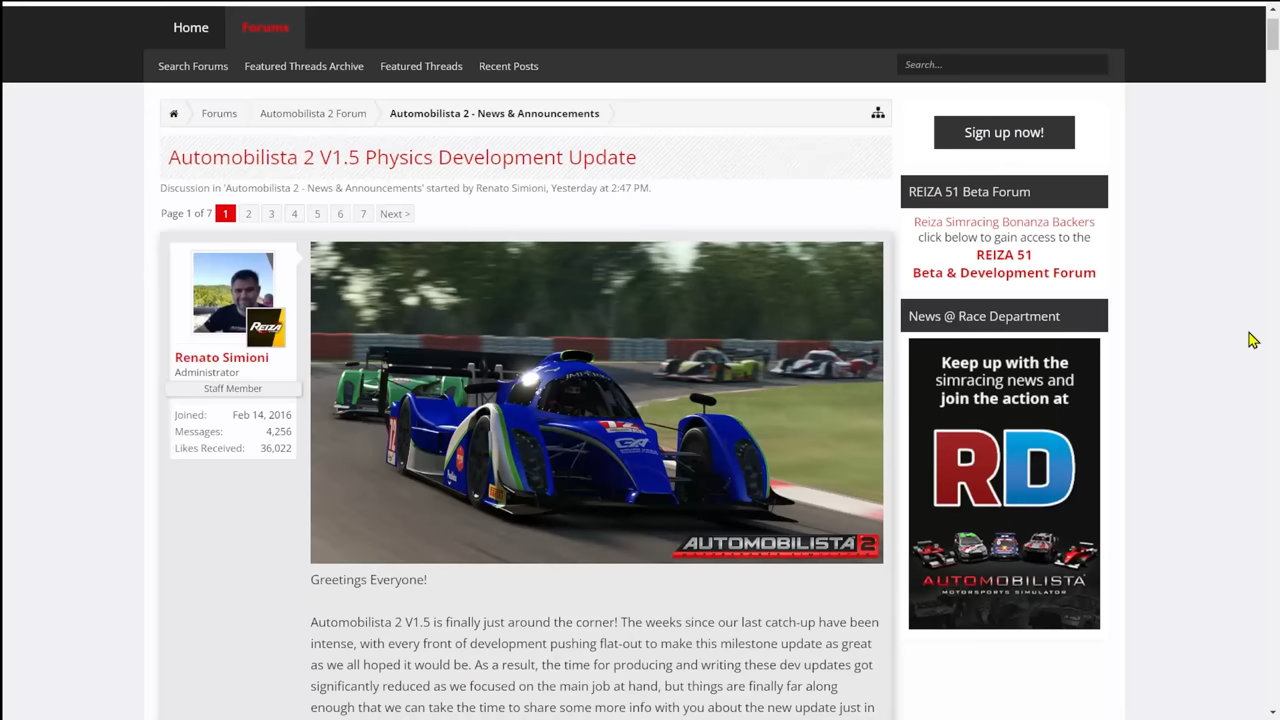 Home
Forums
Search Forums
Featured Threads Archive
Featured Threads
Recent Posts
Search...
Forums
Automobilista 2 Forum
Automobilista 2 - News & Announcements
Automobilista 2 V1.5 Physics Development Update
Discussion in 'Automobilista 2 - News & Announcements' started by Renato Simioni, Yesterday at 2:47 PM.
Page 1 of 7 1 2 3 4 5 6 7 Next >
REIZA
Renato Simioni
Administrator
Staff Member
Joined: Feb 14, 2016
Messages: 4,256
Likes Received: 36,022
12
AUTOMOBILISTA 2
Greetings Everyone!
Automobilista 2 V1.5 is finally just around the corner! The weeks since our last catch-up have been
intense, with every front of development pushing flat-out to make this milestone update as great
as we all hoped it would be. As a result, the time for producing and writing these dev updates got
significantly reduced as we focused on the main job at hand, but things are finally far along
enough that we can take the time to share some more info with you about the new update just in
Sign up now!
REIZA 51 Beta Forum
Reiza Simracing Bonanza Backers
click below to gain access to the
REIZA 51
Beta & Development Forum
News @ Race Department
Keep up with the
simracing news and
join the action at
RD
AUTOMOBILISTA
MOTORSPORTS SIMULATOR